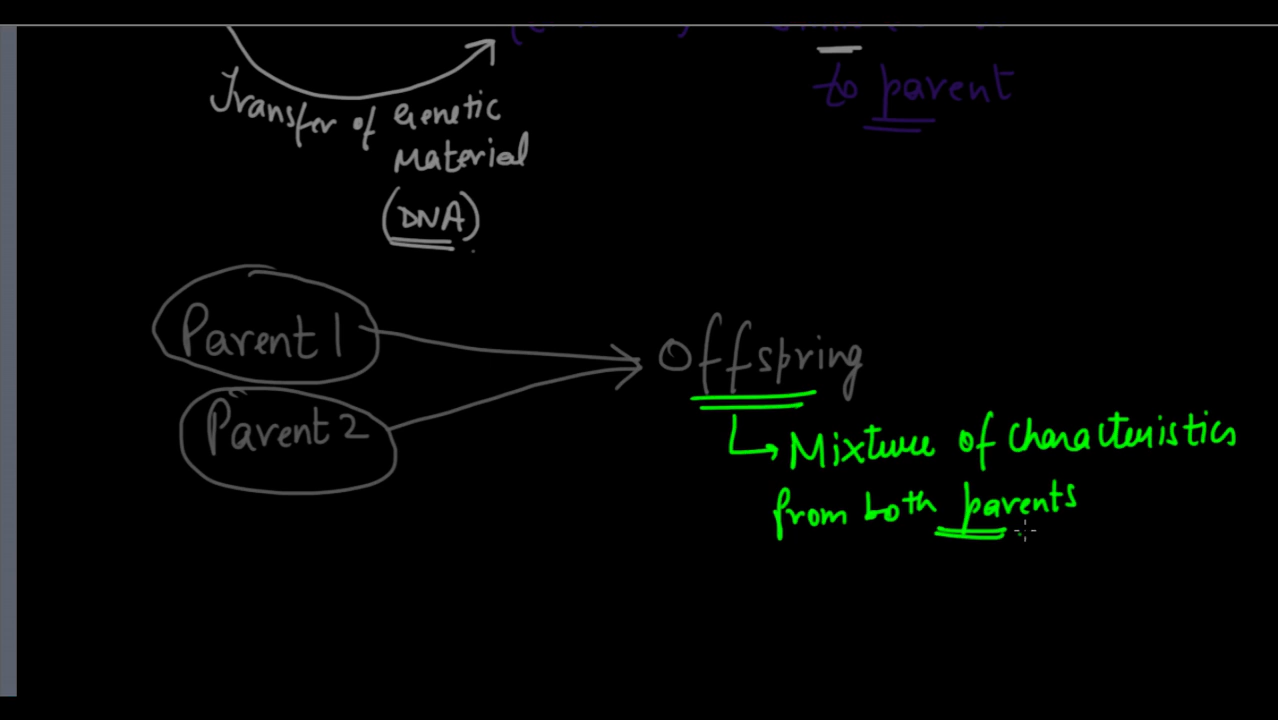 to parent
Transfer of Genetic
Material
(DNA)
Parent 1
Offspring
Parent 2
Mixture of characteristics
from both parents